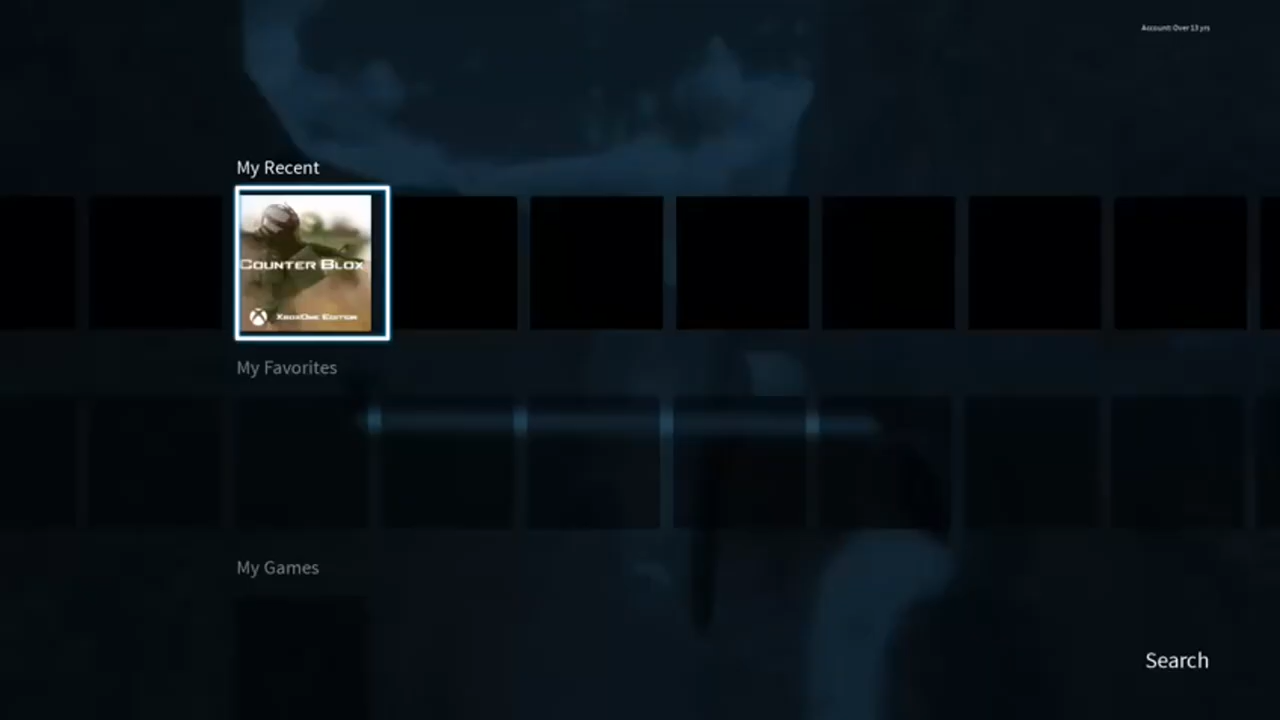 Account: Over 13 yrs
My Recent
COUNTER BLOX
XBOXONE EDITION
My Favorites
My Games
Search